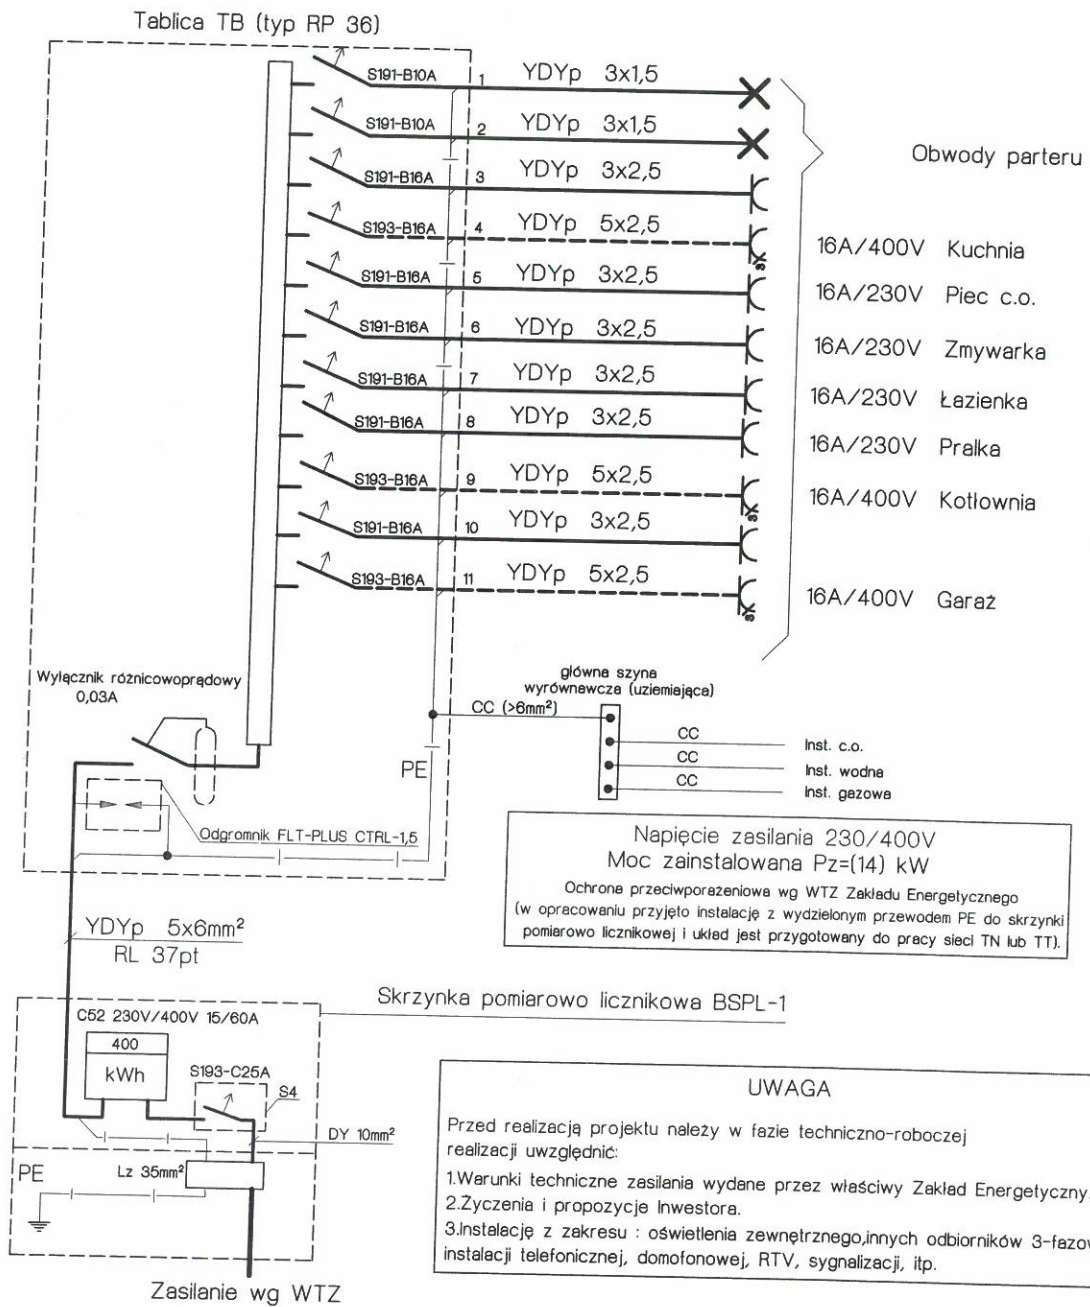 Tablica TB (typ RP 36)
S191-B10A 1 YDYp 3x1,5
S191-B10A 2 YDYp 3x1,5
Obwody parteru
S191-B16A 3 YDYp 3x2,5
S193-B16A 4 YDYp 5x2,5 3x 16A/400V Kuchnia
S191-B16A 5 YDYp 3x2,5 16A/230V Piec c.o.
S191-B16A 6 YDYp 3x2,5 16A/230V Zmywarka
S191-B16A 7 YDYp 3x2,5 16A/230V Łazienka
S191-B16A 8 YDYp 3x2,5 16A/230V Pralka
S193-B16A 9 YDYp 5x2,5 3x 16A/400V Kotłownia
S191-B16A 10 YDYp 3x2,5
S193-B16A 11 YDYp 5x2,5 3x 16A/400V Garaż
Wyłącznik różnicowoprądowy
0,03A
główna szyna
wyrównawcza (uziemiająca)
CC (>6mm²)
CC Inst. c.o.
CC Inst. wodna
CC Inst. gazowa
PE
Odgromnik FLT-PLUS CTRL-1,5
Napięcie zasilania 230/400V
Moc zainstalowana Pz=(14) kW
Ochrona przeciwporażeniowa wg WTZ Zakładu Energetycznego
(w opracowaniu przyjęto instalację z wydzielonym przewodem PE do skrzynki
pomiarowo licznikowej i układ jest przygotowany do pracy sieci TN lub TT).
YDYp 5x6mm²
RL 37pt
Skrzynka pomiarowo licznikowa BSPL-1
C52 230V/400V 15/60A
400
kWh
S193-C25A
S4
DY 10mm²
PE
Lz 35mm²
Zasilanie wg WTZ
UWAGA
Przed realizacją projektu należy w fazie techniczno-roboczej
realizacji uwzględnić:
1.Warunki techniczne zasilania wydane przez właściwy Zakład Energetyczny.
2.Życzenia i propozycje Inwestora.
3.Instalację z zakresu : oświetlenia zewnętrznego,innych odbiorników 3-fazow
instalacji telefonicznej, domofonowej, RTV, sygnalizacji, itp.